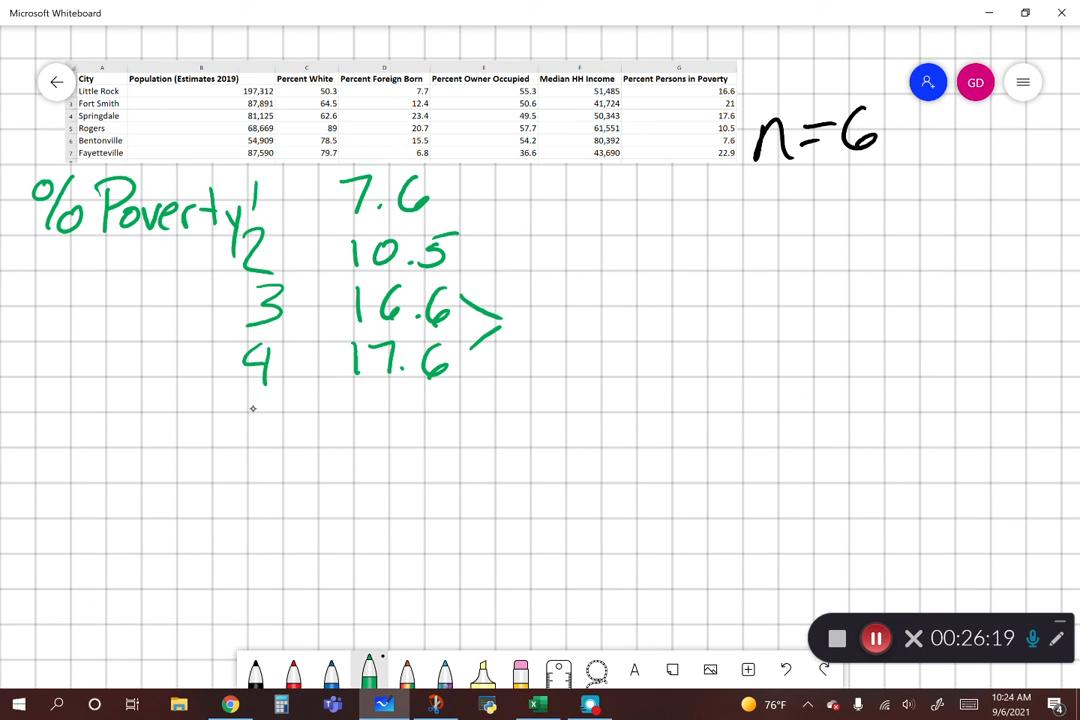 Microsoft Whiteboard
A B C D E F G
City Population (Estimates 2019) Percent White Percent Foreign Born Percent Owner Occupied Median HH Income Percent Persons in Poverty
Little Rock 197,312 50.3 7.7 55.3 51,485 16.6
3 Fort Smith 87,891 64.5 12.4 50.6 41,724 21
4 Springdale 81,125 62.6 23.4 49.5 50,343 17.6
5 Rogers 68,669 89 20.7 57.7 61,551 10.5
6 Bentonville 54,909 78.5 15.5 54.2 80,392 7.6
7 Fayetteville 87,590 79.7 6.8 36.6 43,690 22.9
GD
n=6
% Poverty 1 7.6
2 10.5
3 16.6
4 17.6
00:26:19
A
76°F
10:24 AM
9/6/2021
4